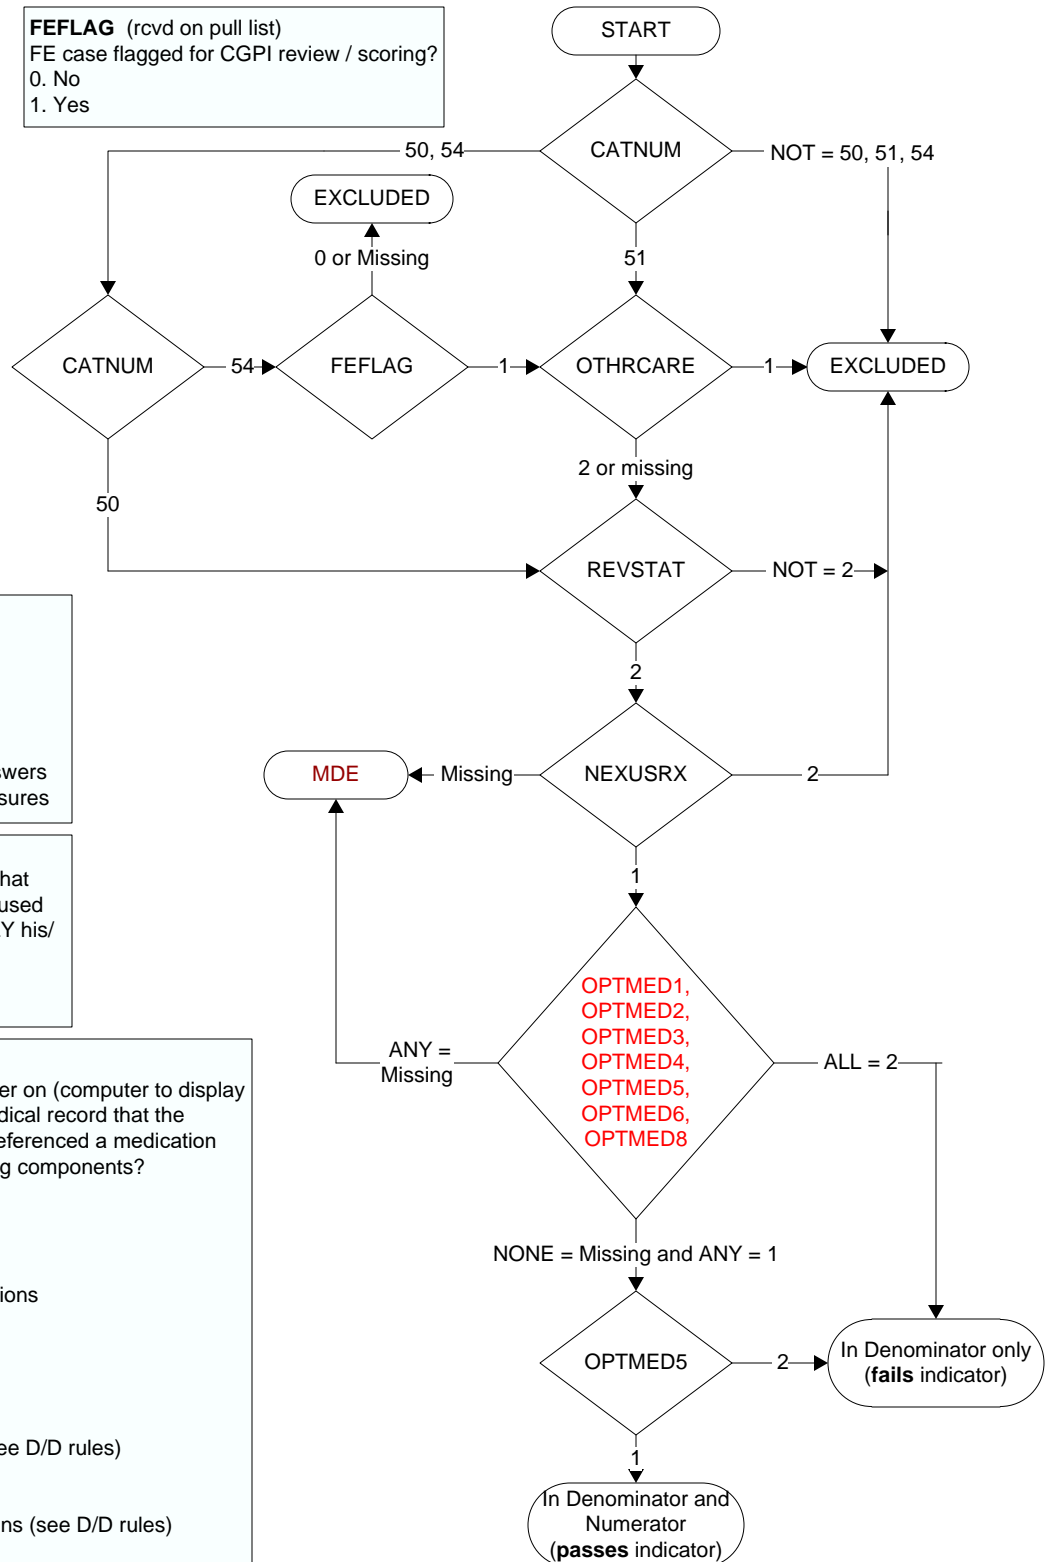 FEFLAG (rcvd on pull list)
FE case flagged for CGPI review / scoring?
0. No
1. Yes
START
CATNUM
50, 54
NOT = 50, 51, 54
EXCLUDED
0 or Missing
51
CATNUM
54
FEFLAG
1
OTHRCARE
1
EXCLUDED
2 or missing
50
REVSTAT
NOT = 2
2
swers
sures
MDE
Missing
NEXUSRX
2
1
hat
used
Y his/
OPTMED1,
OPTMED2,
OPTMED3,
OPTMED4,
OPTMED5,
OPTMED6,
OPTMED8
ANY =
Missing
ALL = 2
er on (computer to display
dical record that the
eferenced a medication
g components?
tions
ee D/D rules)
ns (see D/D rules)
NONE = Missing and ANY = 1
OPTMED5
2
In Denominator only
(fails indicator)
1
In Denominator and
Numerator
(passes indicator)